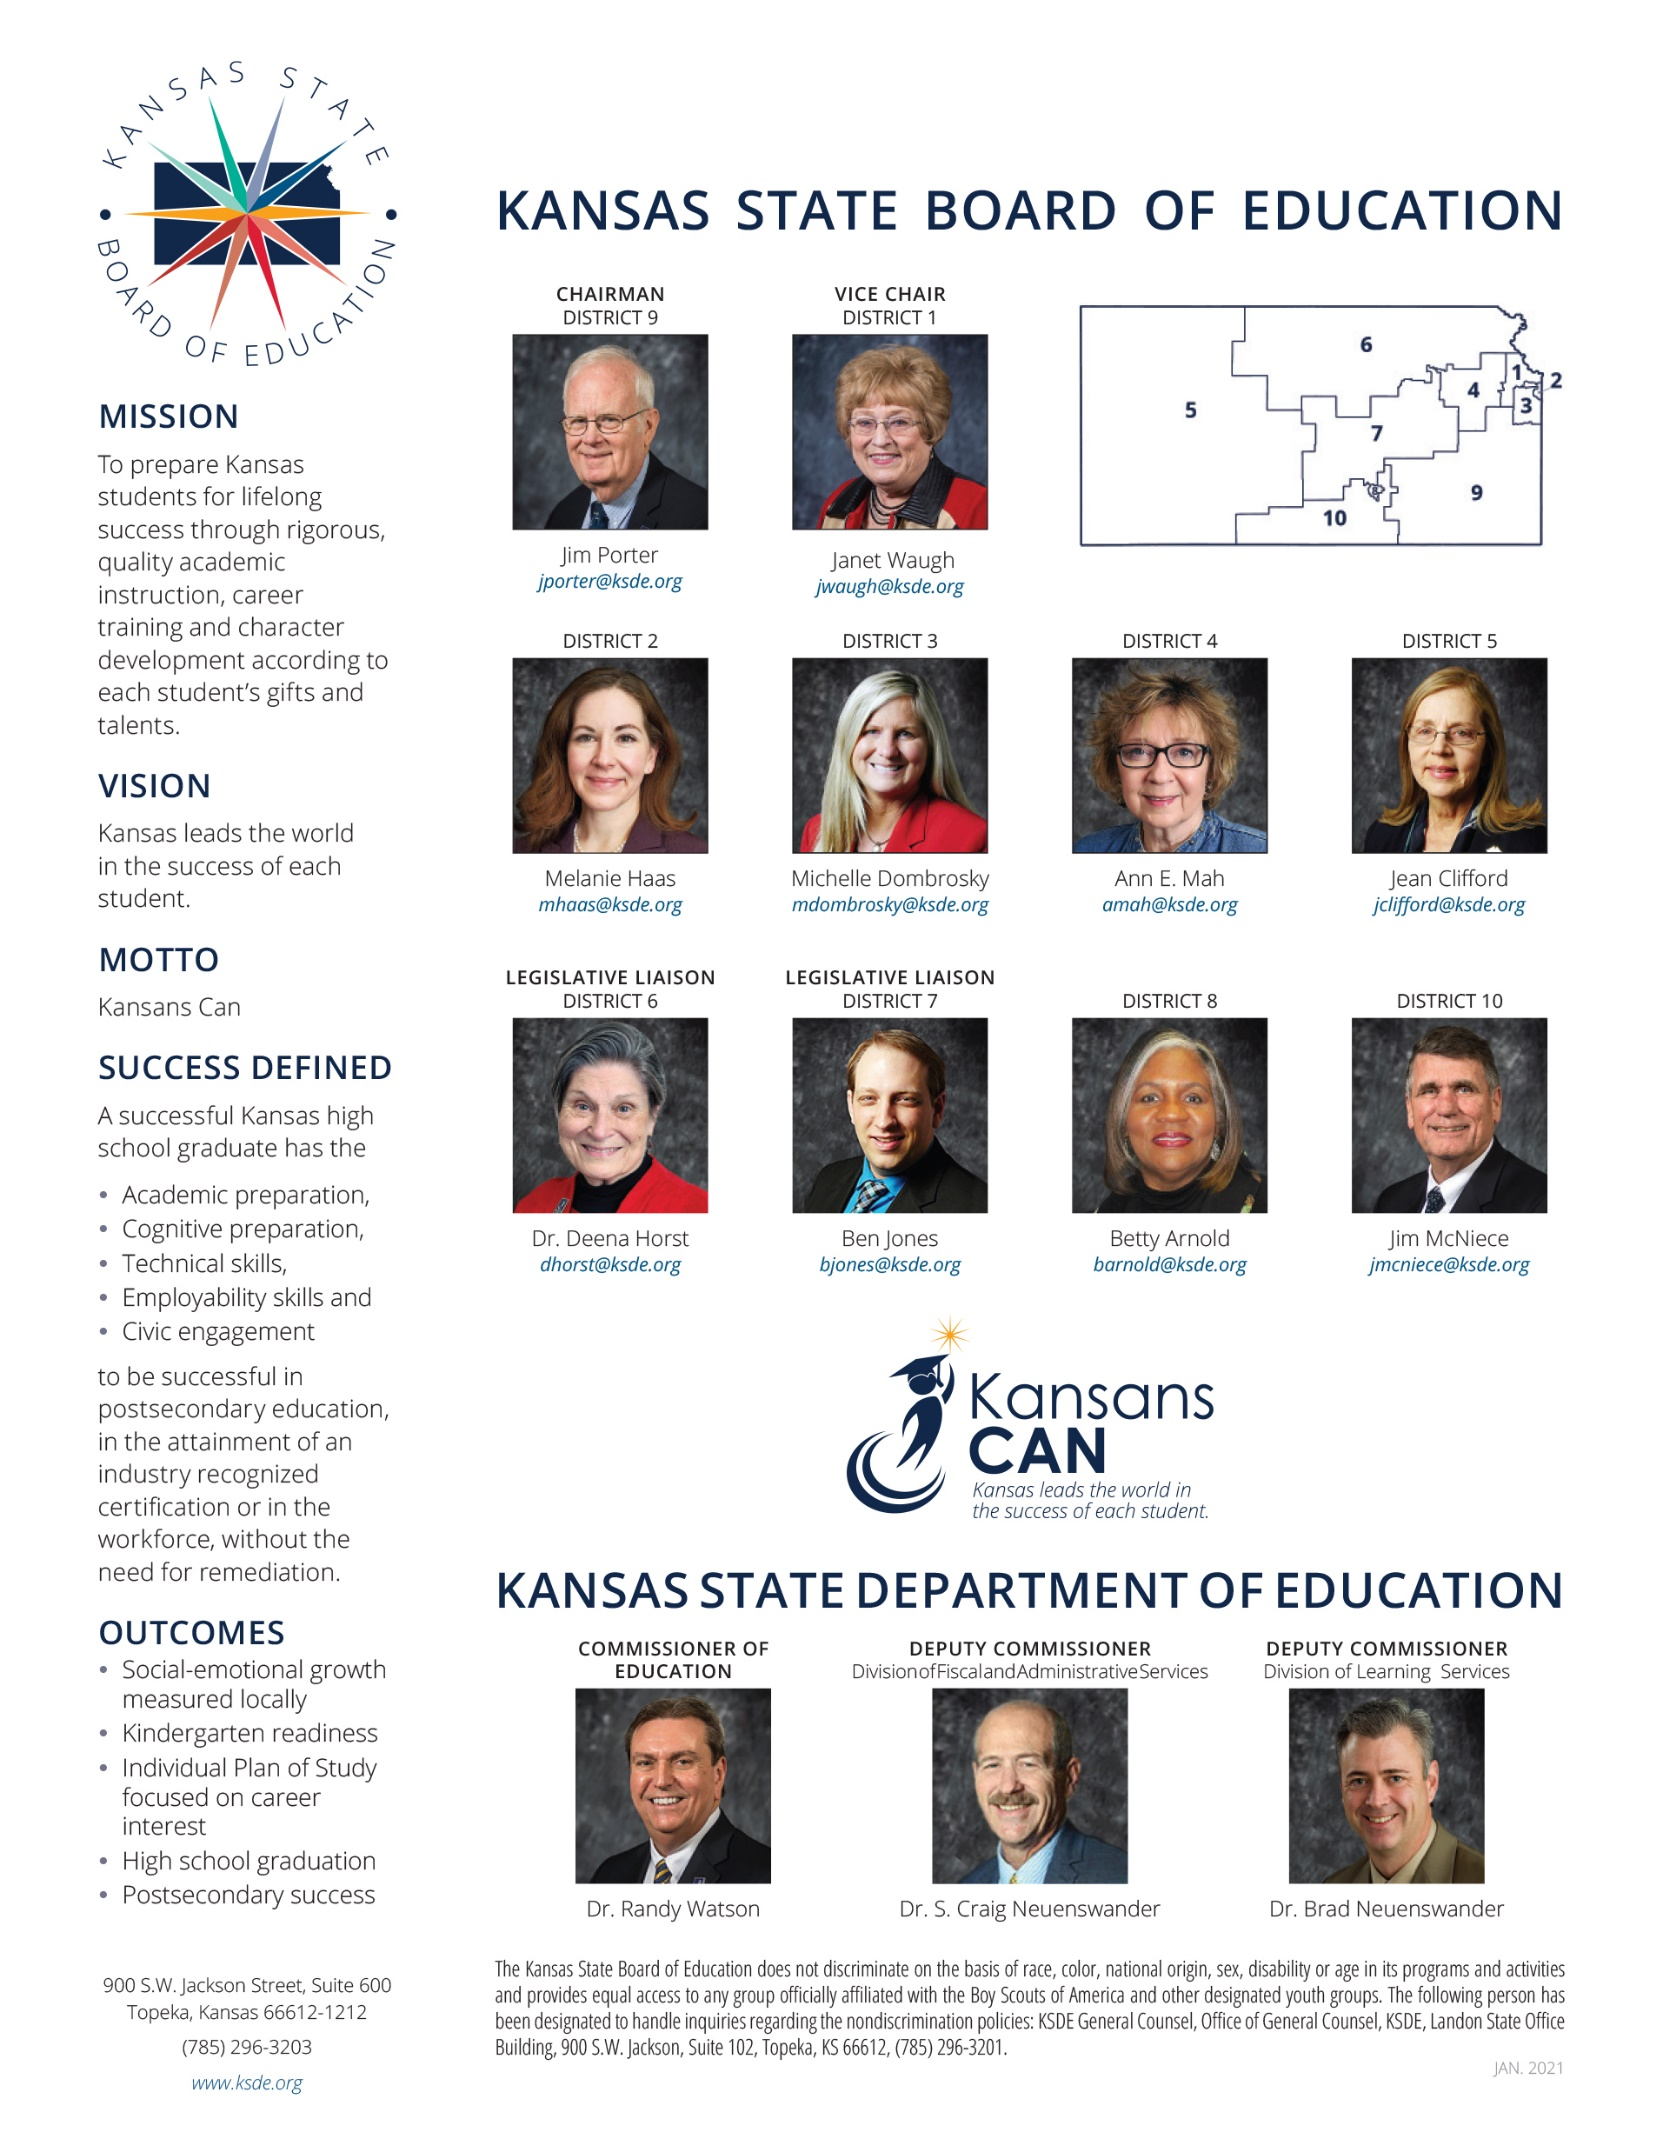 KANSAS STATE
BOARD OF EDUCATION
MISSION
To prepare Kansas
students for lifelong
success through rigorous,
quality academic
instruction, career
training and character
development according to
each student's gifts and
talents.
VISION
Kansas leads the world
in the success of each
student.
MOTTO
Kansans Can
SUCCESS DEFINED
A successful Kansas high
school graduate has the
• Academic preparation,
• Cognitive preparation,
• Technical skills,
• Employability skills and
• Civic engagement
to be successful in
postsecondary education,
in the attainment of an
industry recognized
certification or in the
workforce, without the
need for remediation.
OUTCOMES
• Social-emotional growth
measured locally
• Kindergarten readiness
• Individual Plan of Study
focused on career
interest
• High school graduation
• Postsecondary success
900 S.W. Jackson Street, Suite 600
Topeka, Kansas 66612-1212
(785) 296-3203
www.ksde.org
KANSAS STATE BOARD OF EDUCATION
CHAIRMAN
DISTRICT 9
Jim Porter
jporter@ksde.org
VICE CHAIR
DISTRICT 1
Janet Waugh
jwaugh@ksde.org
6
1
2
4
3
5
7
8
9
10
DISTRICT 2
Melanie Haas
mhaas@ksde.org
DISTRICT 3
Michelle Dombrosky
mdombrosky@ksde.org
DISTRICT 4
Ann E. Mah
amah@ksde.org
DISTRICT 5
Jean Clifford
jclifford@ksde.org
LEGISLATIVE LIAISON
DISTRICT 6
Dr. Deena Horst
dhorst@ksde.org
LEGISLATIVE LIAISON
DISTRICT 7
Ben Jones
bjones@ksde.org
DISTRICT 8
Betty Arnold
barnold@ksde.org
DISTRICT 10
Jim McNiece
jmcniece@ksde.org
Kansans
CAN
Kansas leads the world in
the success of each student.
KANSAS STATE DEPARTMENT OF EDUCATION
COMMISSIONER OF
EDUCATION
Dr. Randy Watson
DEPUTY COMMISSIONER
Division of Fiscal and Administrative Services
Dr. S. Craig Neuenswander
DEPUTY COMMISSIONER
Division of Learning Services
Dr. Brad Neuenswander
The Kansas State Board of Education does not discriminate on the basis of race, color, national origin, sex, disability or age in its programs and activities
and provides equal access to any group officially affiliated with the Boy Scouts of America and other designated youth groups. The following person has
been designated to handle inquiries regarding the nondiscrimination policies: KSDE General Counsel, Office of General Counsel, KSDE, Landon State Office
Building, 900 S.W. Jackson, Suite 102, Topeka, KS 66612, (785) 296-3201.
JAN. 2021